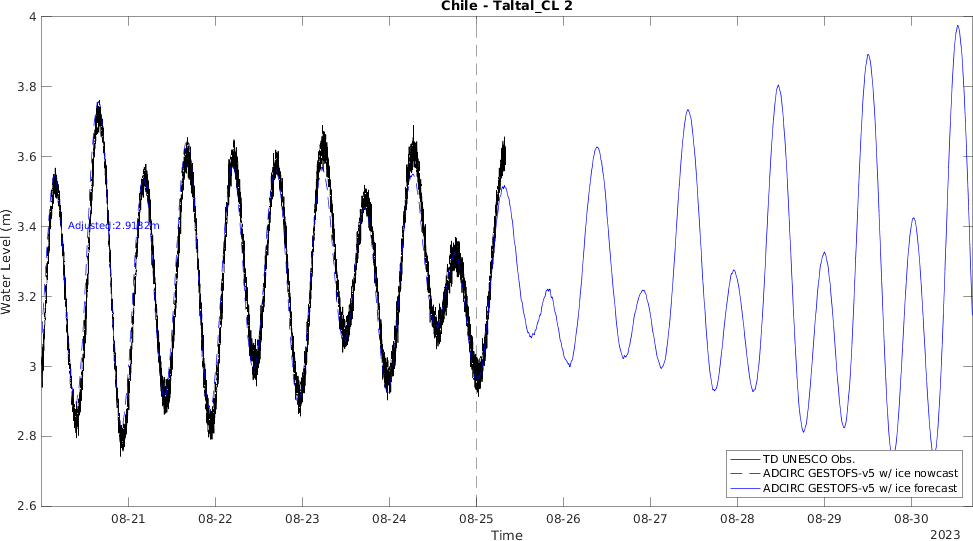 Chile - Taltal_CL 2
4
3.8
3.6
3.4
3.2
3
2.8
2.6
Water Level (m)
Adjusted:2.9182m
TD UNESCO Obs.
ADCIRC GESTOFS-v5 w/ ice nowcast
ADCIRC GESTOFS-v5 w/ ice forecast
08-21
08-22
08-23
08-24
08-25
08-26
08-27
08-28
08-29
08-30
Time
2023